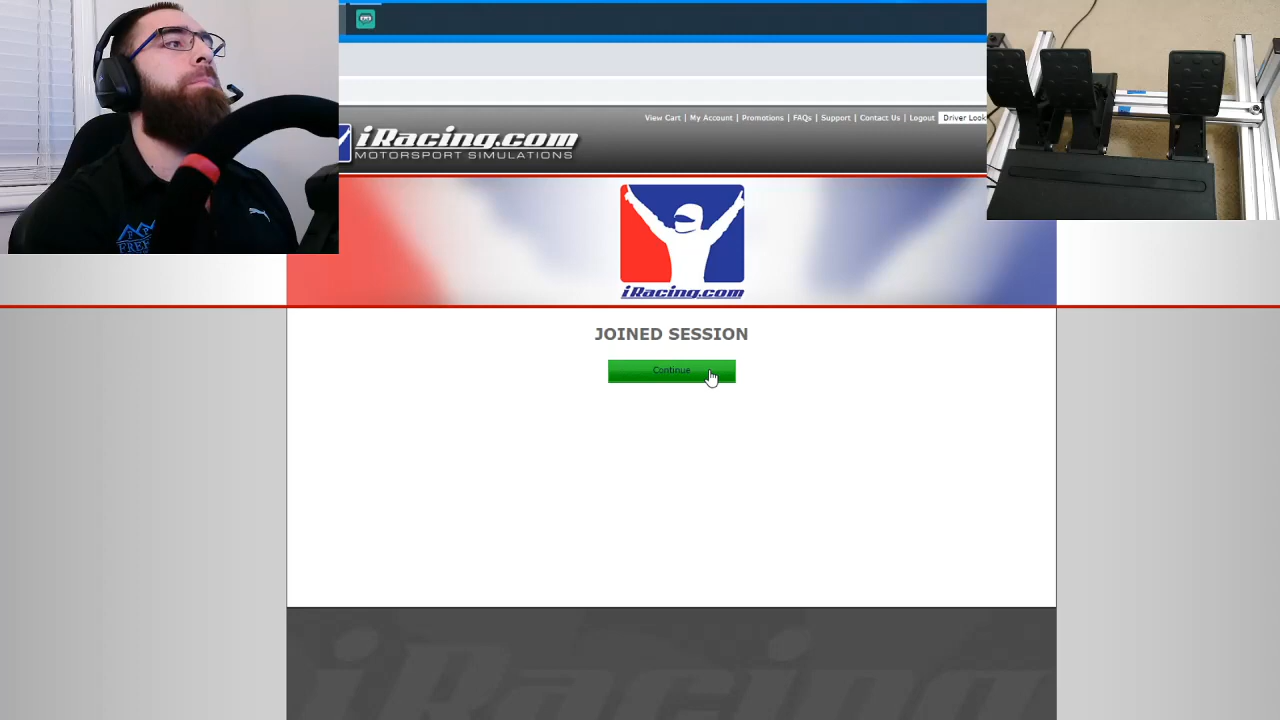 View Cart | My Account | Promotions | FAQs | Support | Contact Us | Logout Driver Look
iRacing.com
MOTORSPORT SIMULATIONS
iRacing.com
JOINED SESSION
Continue
FREE
iRacing